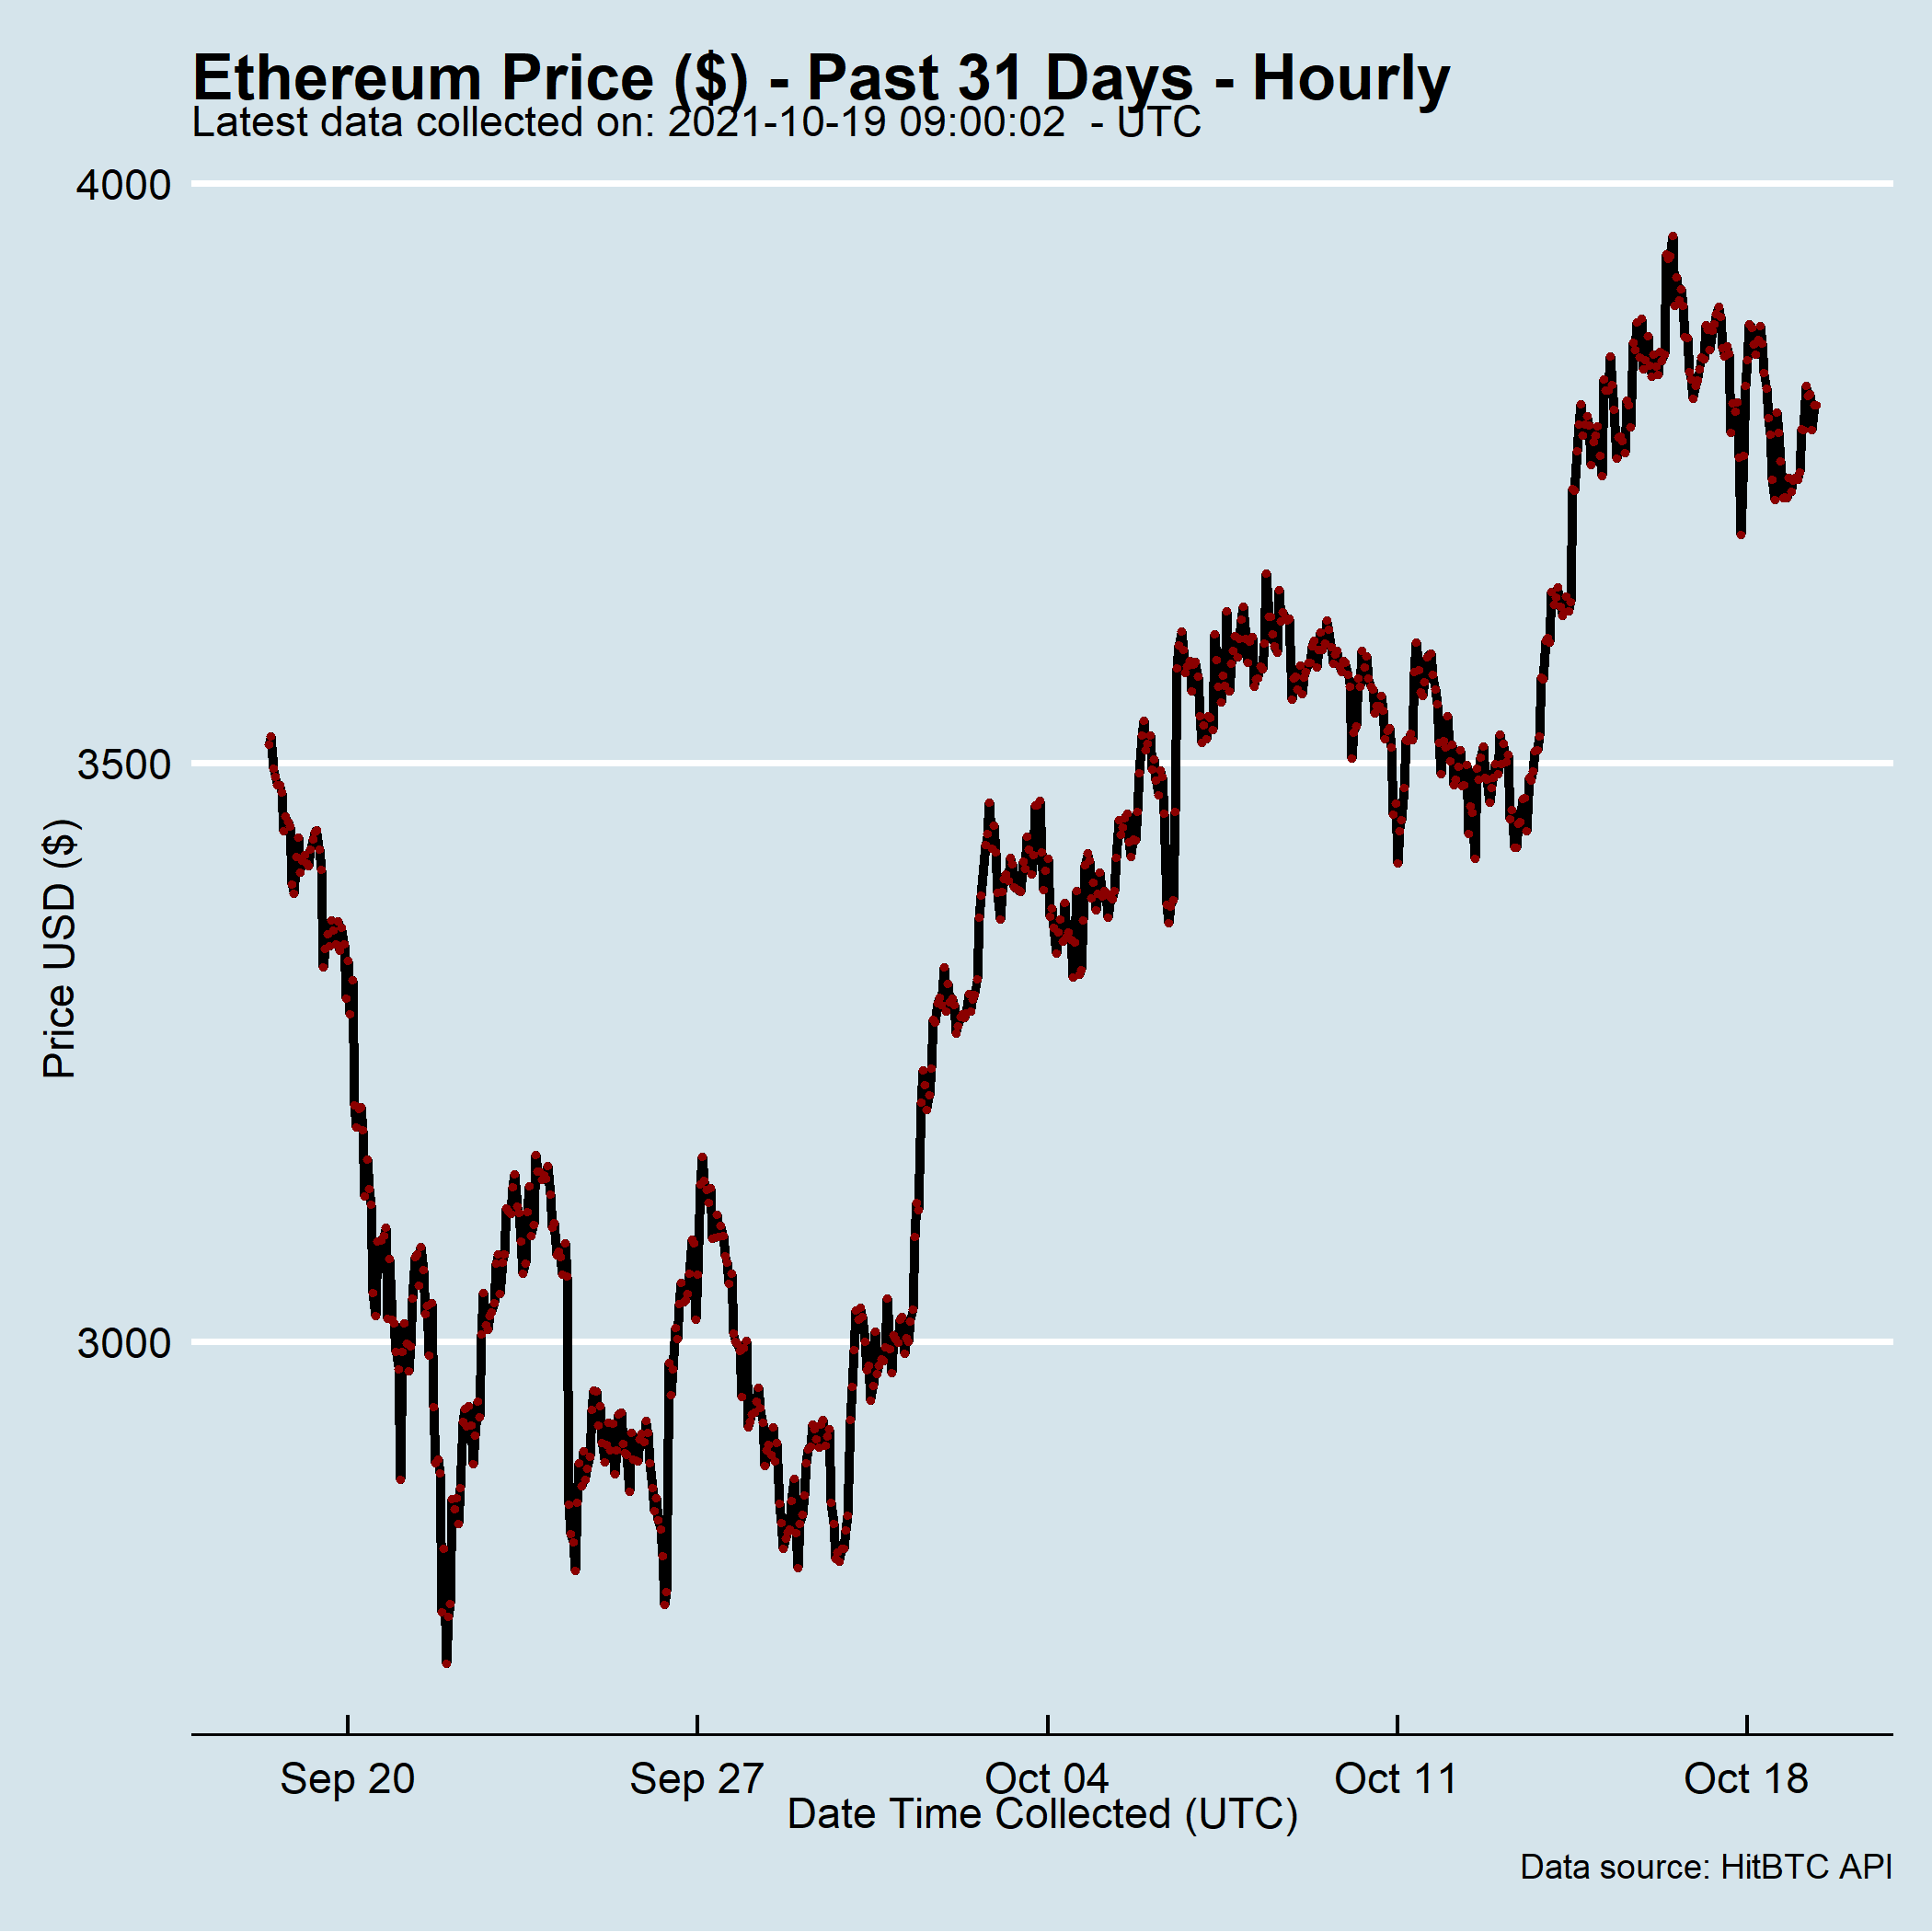 Ethereum Price ($) - Past 31 Days - Hourly
Latest data collected on: 2021-10-19 09:00:02  - UTC
4000
3500
3000
Price USD ($)
Sep 20
Sep 27
Oct 04
Oct 11
Oct 18
Date Time Collected (UTC)
Data source: HitBTC API